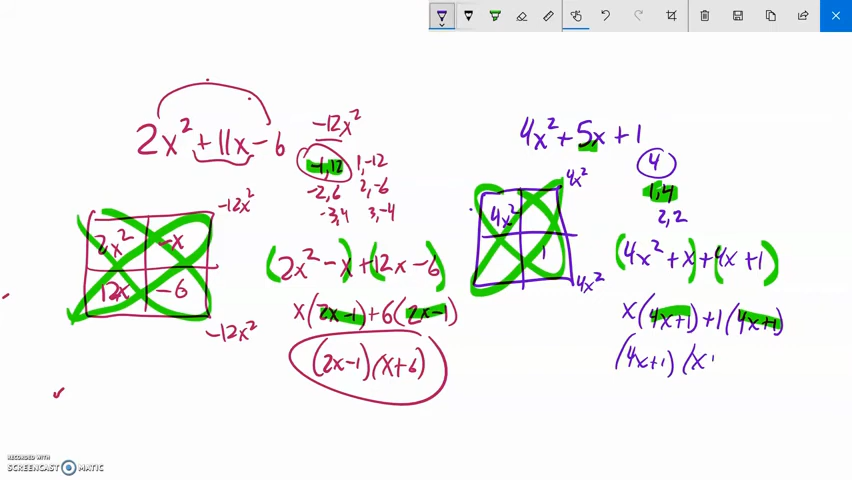 2x² + 11x - 6
-12x²
-1, 12
1, -12
-2, 6
2, -6
-3, 4
3, -4
-12x²
2x²
-x
12x
-6
-12x²
(2x² - x) + (12x - 6)
x(2x-1) + 6(2x-1)
(2x-1)(x+6)
4x² + 5x + 1
4
1, 4
2, 2
4x²
4x²
1
4x²
(4x² + x) + (4x + 1)
x(4x+1) + 1(4x+1)
(4x+1)(x
RECORDED WITH
SCREENCAST MATIC